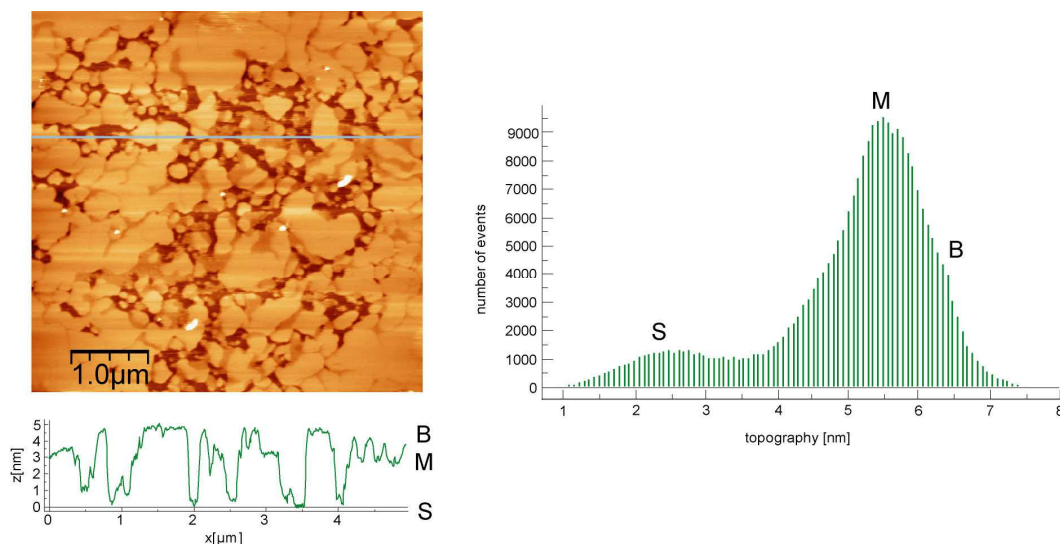 1.0µm
z[nm]
5
4
3
2
1
0
0 1 2 3 4
x[µm]
B
M
S
M
B
S
number of events
9000
8000
7000
6000
5000
4000
3000
2000
1000
0
1 2 3 4 5 6 7 8
topography [nm]